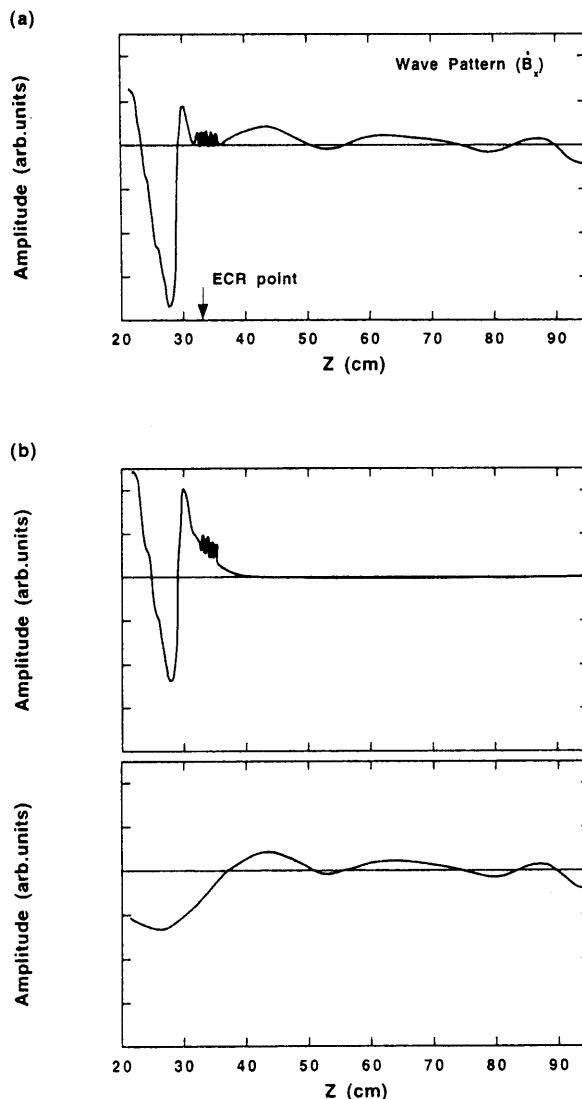 (a)
Wave Pattern (Ḃx)
Amplitude (arb.units)
ECR point
20 30 40 50 60 70 80 90
Z (cm)
(b)
Amplitude (arb.units)
Amplitude (arb.units)
20 30 40 50 60 70 80 90
Z (cm)